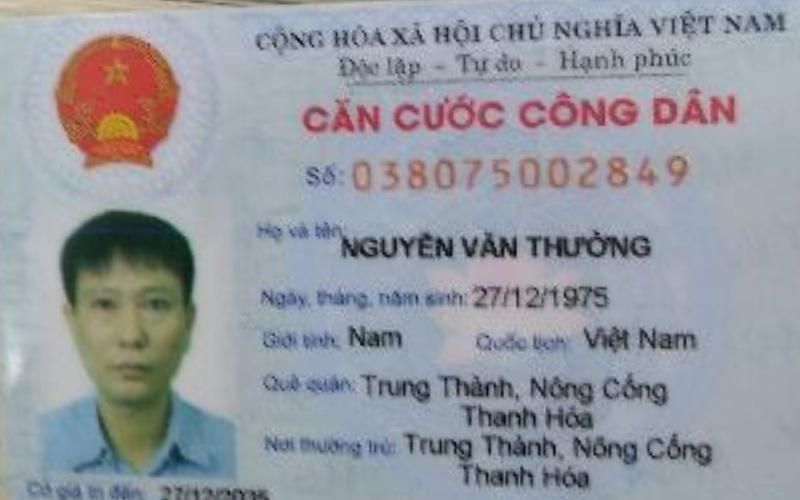 CỘNG HÒA XÃ HỘI CHỦ NGHĨA VIỆT NAM
Độc lập - Tự do - Hạnh phúc
CĂN CƯỚC CÔNG DÂN
Số: 038075002849
Họ và tên: NGUYỄN VĂN THƯỞNG
Ngày, tháng, năm sinh: 27/12/1975
Giới tính: Nam Quốc tịch: Việt Nam
Quê quán: Trung Thành, Nông Cống
Thanh Hóa
Nơi thường trú: Trung Thành, Nông Cống
Thanh Hóa
Có giá trị đến: 27/12/2035